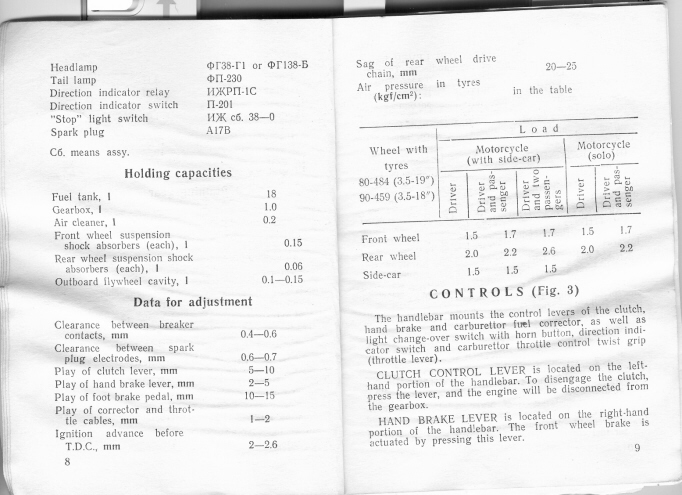 Headlamp ФГ38-Г1 or ФГ138-Б
Tail lamp ФП-230
Direction indicator relay ИЖРП-1С
Direction indicator switch П-201
"Stop" light switch ИЖ сб. 38—0
Spark plug А17В
Сб. means assy.
Holding capacities
Fuel tank, l 18
Gearbox, l 1.0
Air cleaner, l 0.2
Front wheel suspension
shock absorbers (each), l 0.15
Rear wheel suspension shock
absorbers (each), l 0.06
Outboard flywheel cavity, l 0.1—0.15
Data for adjustment
Clearance between breaker
contacts, mm 0.4—0.6
Clearance between spark
plug electrodes, mm 0.6—0.7
Play of clutch lever, mm 5—10
Play of hand brake lever, mm 2—5
Play of foot brake pedal, mm 10—15
Play of corrector and throt-
tle cables, mm 1—2
Ignition advance before
T.D.C., mm 2—2.6
8
Sag of rear wheel drive
chain, mm 20—25
Air pressure in tyres
(kgf/cm²): in the table
Wheel with
tyres
80-484 (3.5-19″)
90-459 (3.5-18″)
Load
Motorcycle
(with side-car)
Motorcycle
(solo)
Driver
Driver
and pas-
senger
Driver
and two
passen-
gers
Driver
Driver
and pas-
senger
Front wheel 1.5 1.7 1.7 1.5 1.7
Rear wheel 2.0 2.2 2.6 2.0 2.2
Side-car 1.5 1.5 1.5
CONTROLS (Fig. 3)
The handlebar mounts the control levers of the clutch,
hand brake and carburettor fuel corrector, as well as
light change-over switch with horn button, direction indi-
cator switch and carburettor throttle control twist grip
(throttle lever).
CLUTCH CONTROL LEVER is located on the left-
hand portion of the handlebar. To disengage the clutch,
press the lever, and the engine will be disconnected from
the gearbox.
HAND BRAKE LEVER is located on the right-hand
portion of the handlebar. The front wheel brake is
actuated by pressing this lever.
9